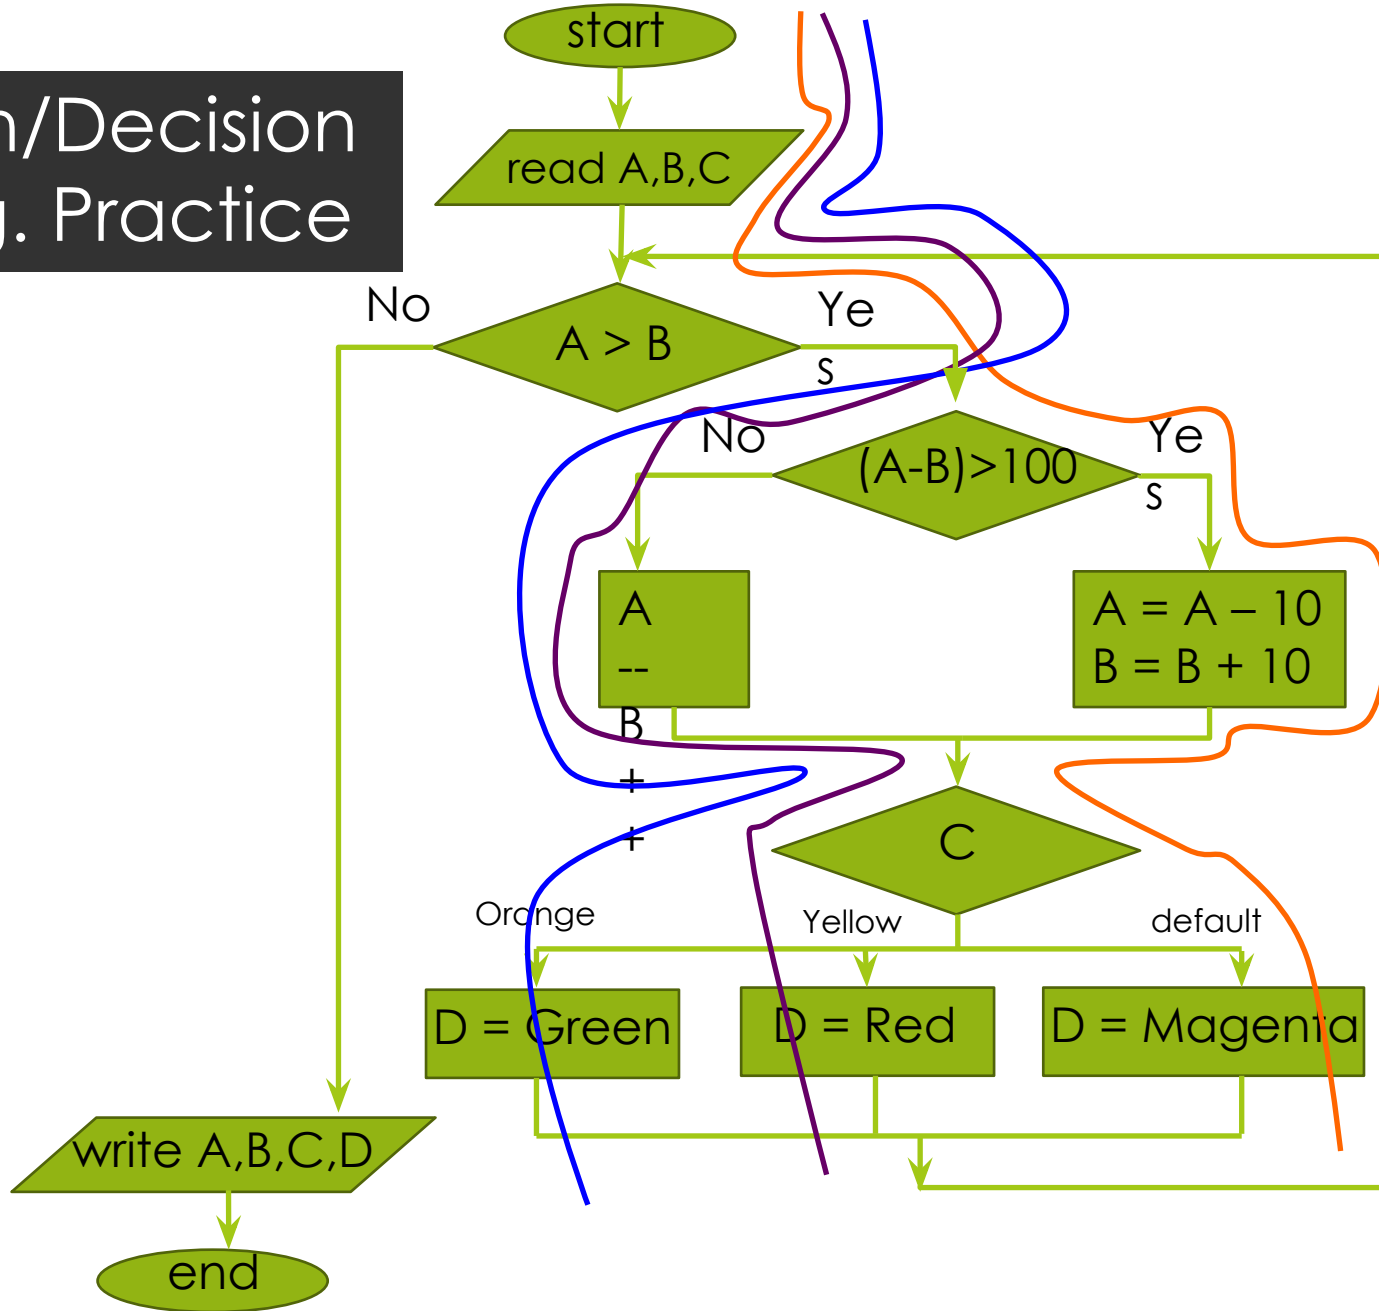 start
n/Decision
g. Practice
read A,B,C
No
Ye
s
A > B
No
(A-B)>100
Ye
s
A
--
B
+
+
A = A – 10
B = B + 10
C
Orange
Yellow
default
D = Green
D = Red
D = Magenta
write A,B,C,D
end